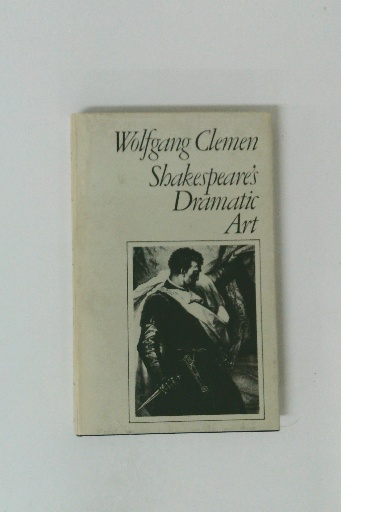 Wolfgang Clemen
Shakespeare's
Dramatic
Art